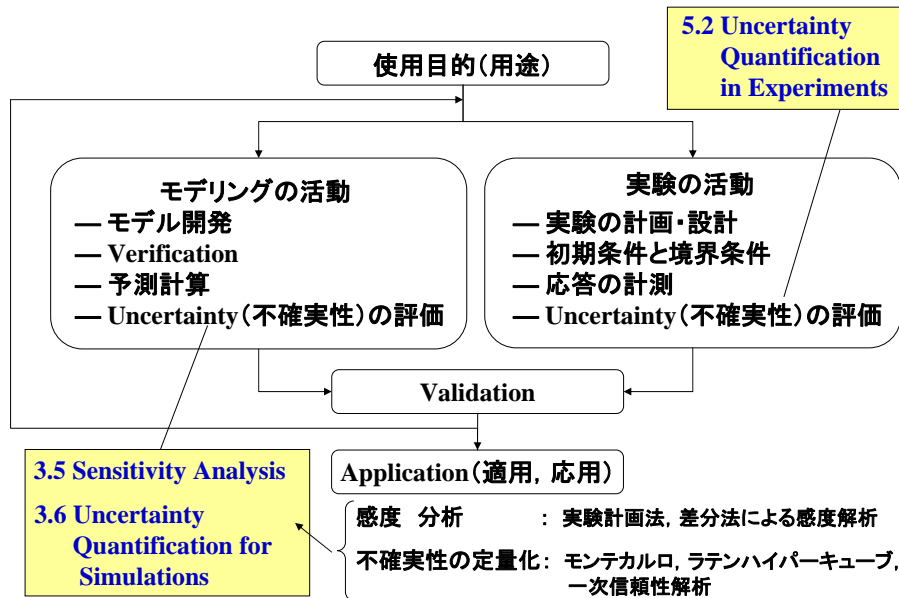 5.2 Uncertainty
Quantification
in Experiments
使用目的(用途)
モデリングの活動
― モデル開発
― Verification
― 予測計算
― Uncertainty(不確実性)の評価
実験の活動
― 実験の計画・設計
― 初期条件と境界条件
― 応答の計測
― Uncertainty(不確実性)の評価
Validation
3.5 Sensitivity Analysis
3.6 Uncertainty
Quantification for
Simulations
Application(適用, 応用)
感度 分析 : 実験計画法, 差分法による感度解析
不確実性の定量化: モンテカルロ, ラテンハイパーキューブ,
一次信頼性解析